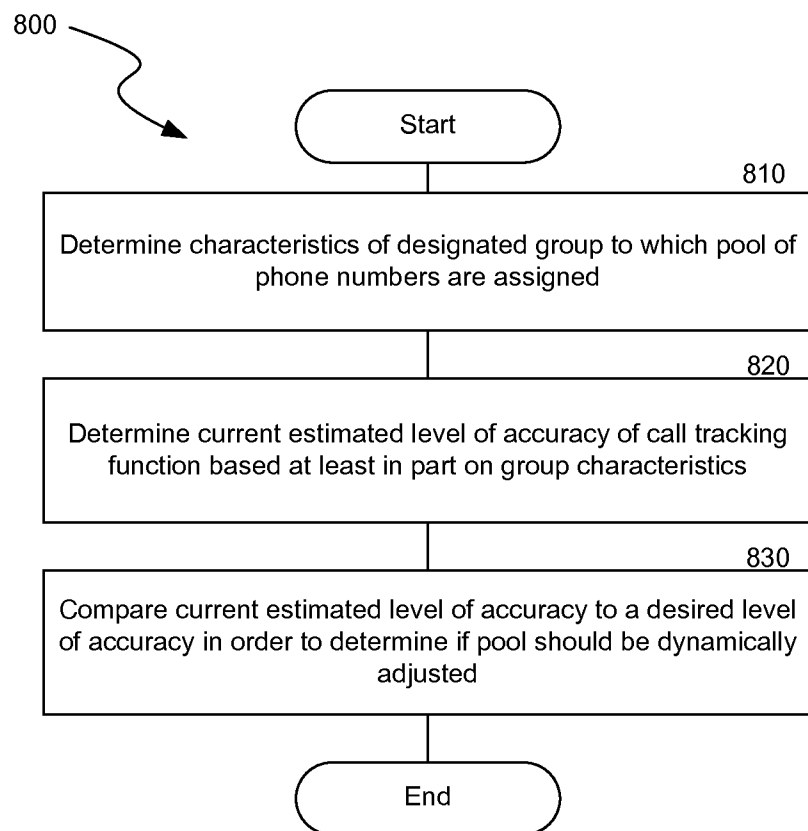 800
Start
810
Determine characteristics of designated group to which pool of
phone numbers are assigned
820
Determine current estimated level of accuracy of call tracking
function based at least in part on group characteristics
830
Compare current estimated level of accuracy to a desired level
of accuracy in order to determine if pool should be dynamically
adjusted
End